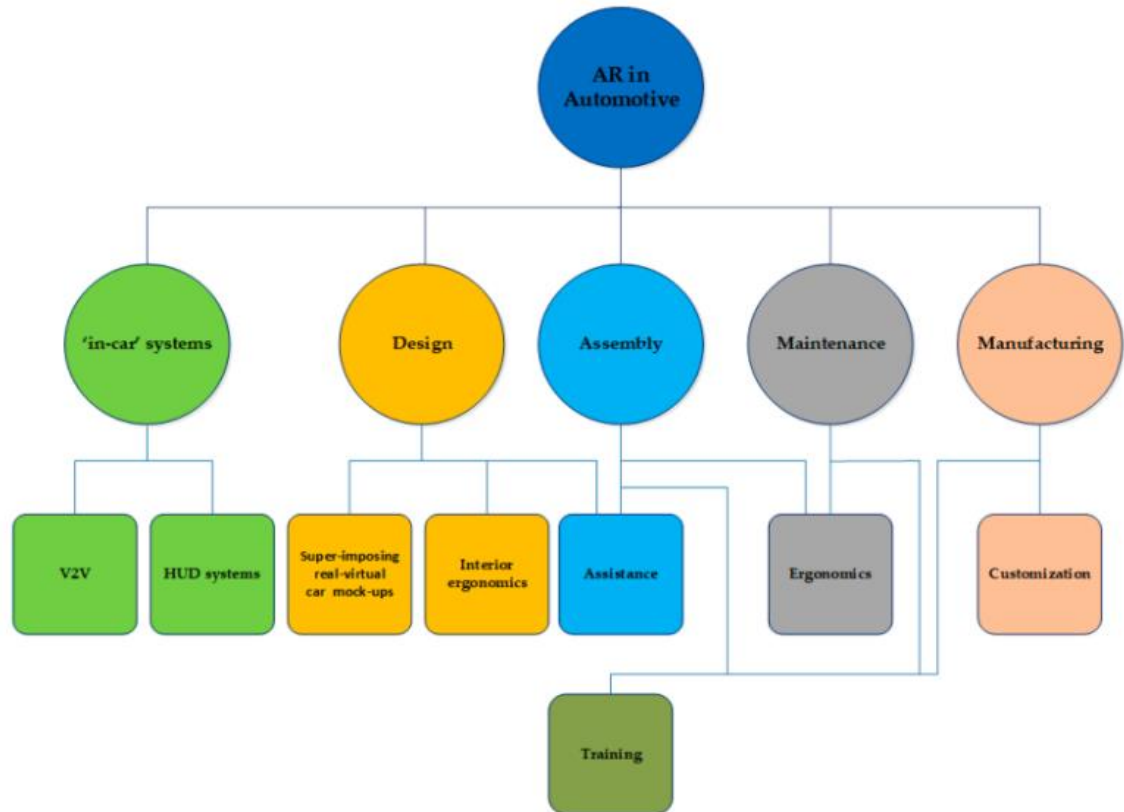 AR in
Automotive
‘in-car’ systems
Design
Assembly
Maintenance
Manufacturing
V2V
HUD systems
Super-imposing
real-virtual
car mock-ups
Interior
ergonomics
Assistance
Ergonomics
Customization
Training